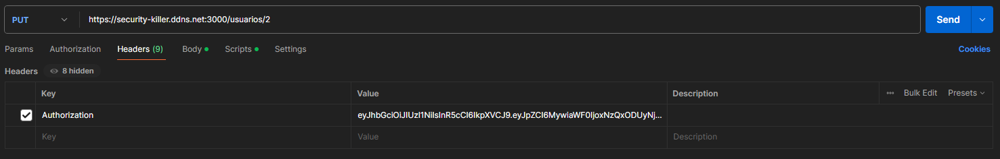 PUT https://security-killer.ddns.net:3000/usuarios/2 Send
Params Authorization Headers (9) Body Scripts Settings Cookies
Headers 8 hidden
Key Value Description Bulk Edit Presets
Authorization eyJhbGciOiJIUzI1NiIsInR5cCI6IkpXVCJ9.eyJpZCI6MywiaWF0IjoxNzQxODUyNj...
Key Value Description